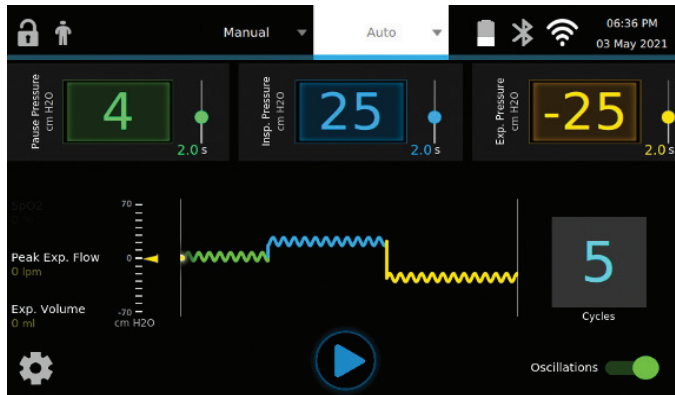 Manual
Auto
06:36 PM
03 May 2021
Pause Pressure
cm H2O
4
2.0 s
Insp. Pressure
cm H2O
25
2.0 s
Exp. Pressure
cm H2O
-25
2.0 s
SpO2
70
Peak Exp. Flow
0 lpm
0
Exp. Volume
0 ml
-70
cm H2O
5
Cycles
Oscillations